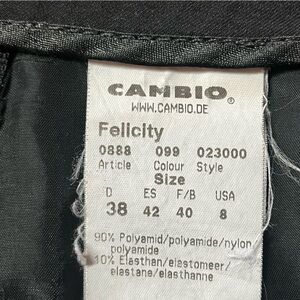 CAMBIO®
WWW.CAMBIO.DE
Felicity
0888 099 023000
Article Colour Style
Size
D ES F/B USA
38 42 40 8
90% Polyamid/polyamide/nylon
polyamide
10% Elasthan/elastomeer/
elastane/elasthanne